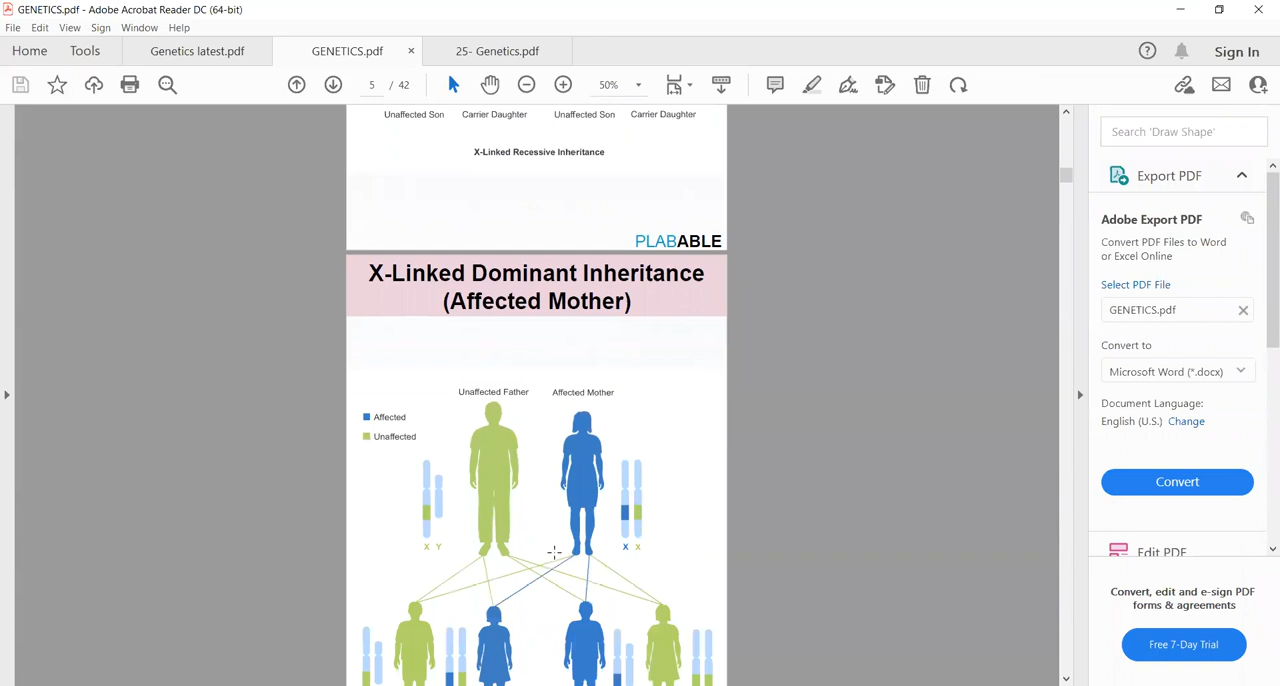 GENETICS.pdf - Adobe Acrobat Reader DC (64-bit)
File Edit View Sign Window Help
Home Tools Genetics latest.pdf GENETICS.pdf × 25- Genetics.pdf Sign In
5 / 42 50%
Unaffected Son Carrier Daughter Unaffected Son Carrier Daughter
X-Linked Recessive Inheritance
PLABABLE
X-Linked Dominant Inheritance
(Affected Mother)
Unaffected Father Affected Mother
Affected
Unaffected
X Y X X
Search 'Draw Shape'
Export PDF
Adobe Export PDF
Convert PDF Files to Word
or Excel Online
Select PDF File
GENETICS.pdf
Convert to
Microsoft Word (*.docx)
Document Language:
English (U.S.) Change
Convert
Edit PDF
Convert, edit and e-sign PDF
forms & agreements
Free 7-Day Trial